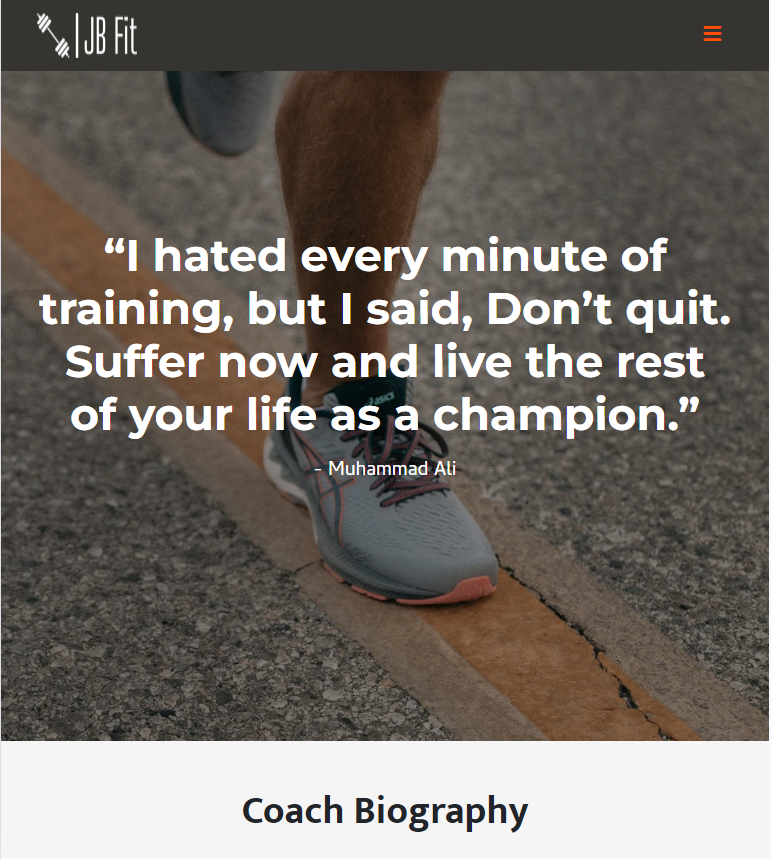 JB Fit
“I hated every minute of
training, but I said, Don’t quit.
Suffer now and live the rest
of your life as a champion.”
asics
- Muhammad Ali
Coach Biography